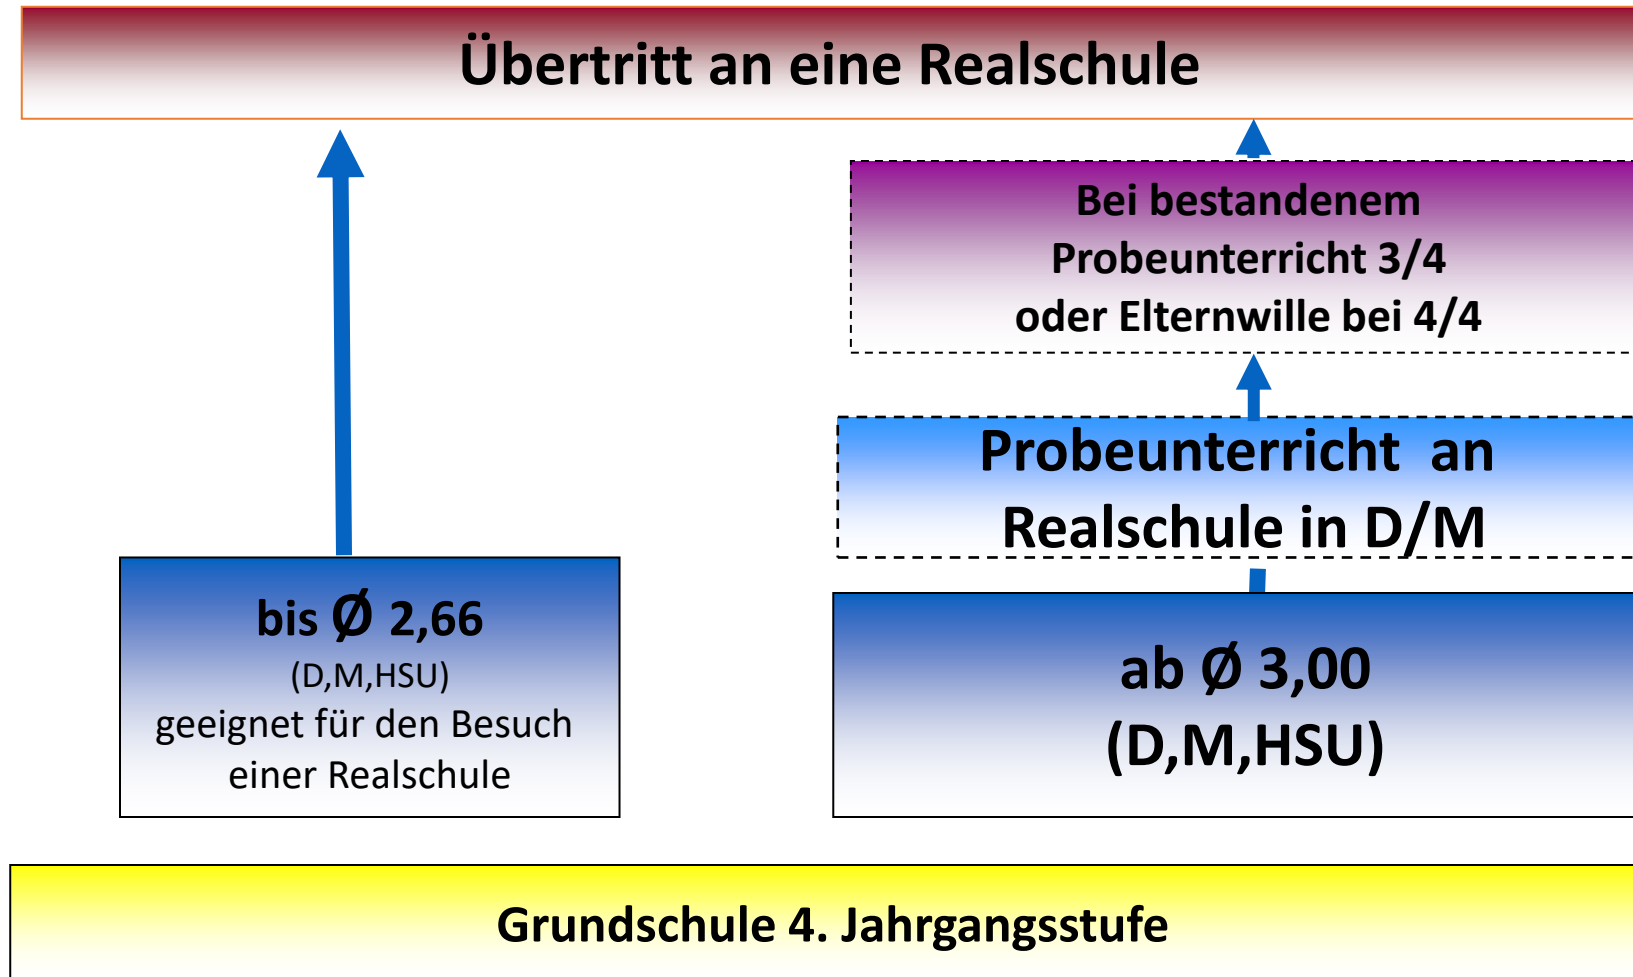 Übertritt an eine Realschule
Bei bestandenem
Probeunterricht 3/4
oder Elternwille bei 4/4
Probeunterricht an
Realschule in D/M
bis Ø 2,66
(D,M,HSU)
geeignet für den Besuch
einer Realschule
ab Ø 3,00
(D,M,HSU)
Grundschule 4. Jahrgangsstufe